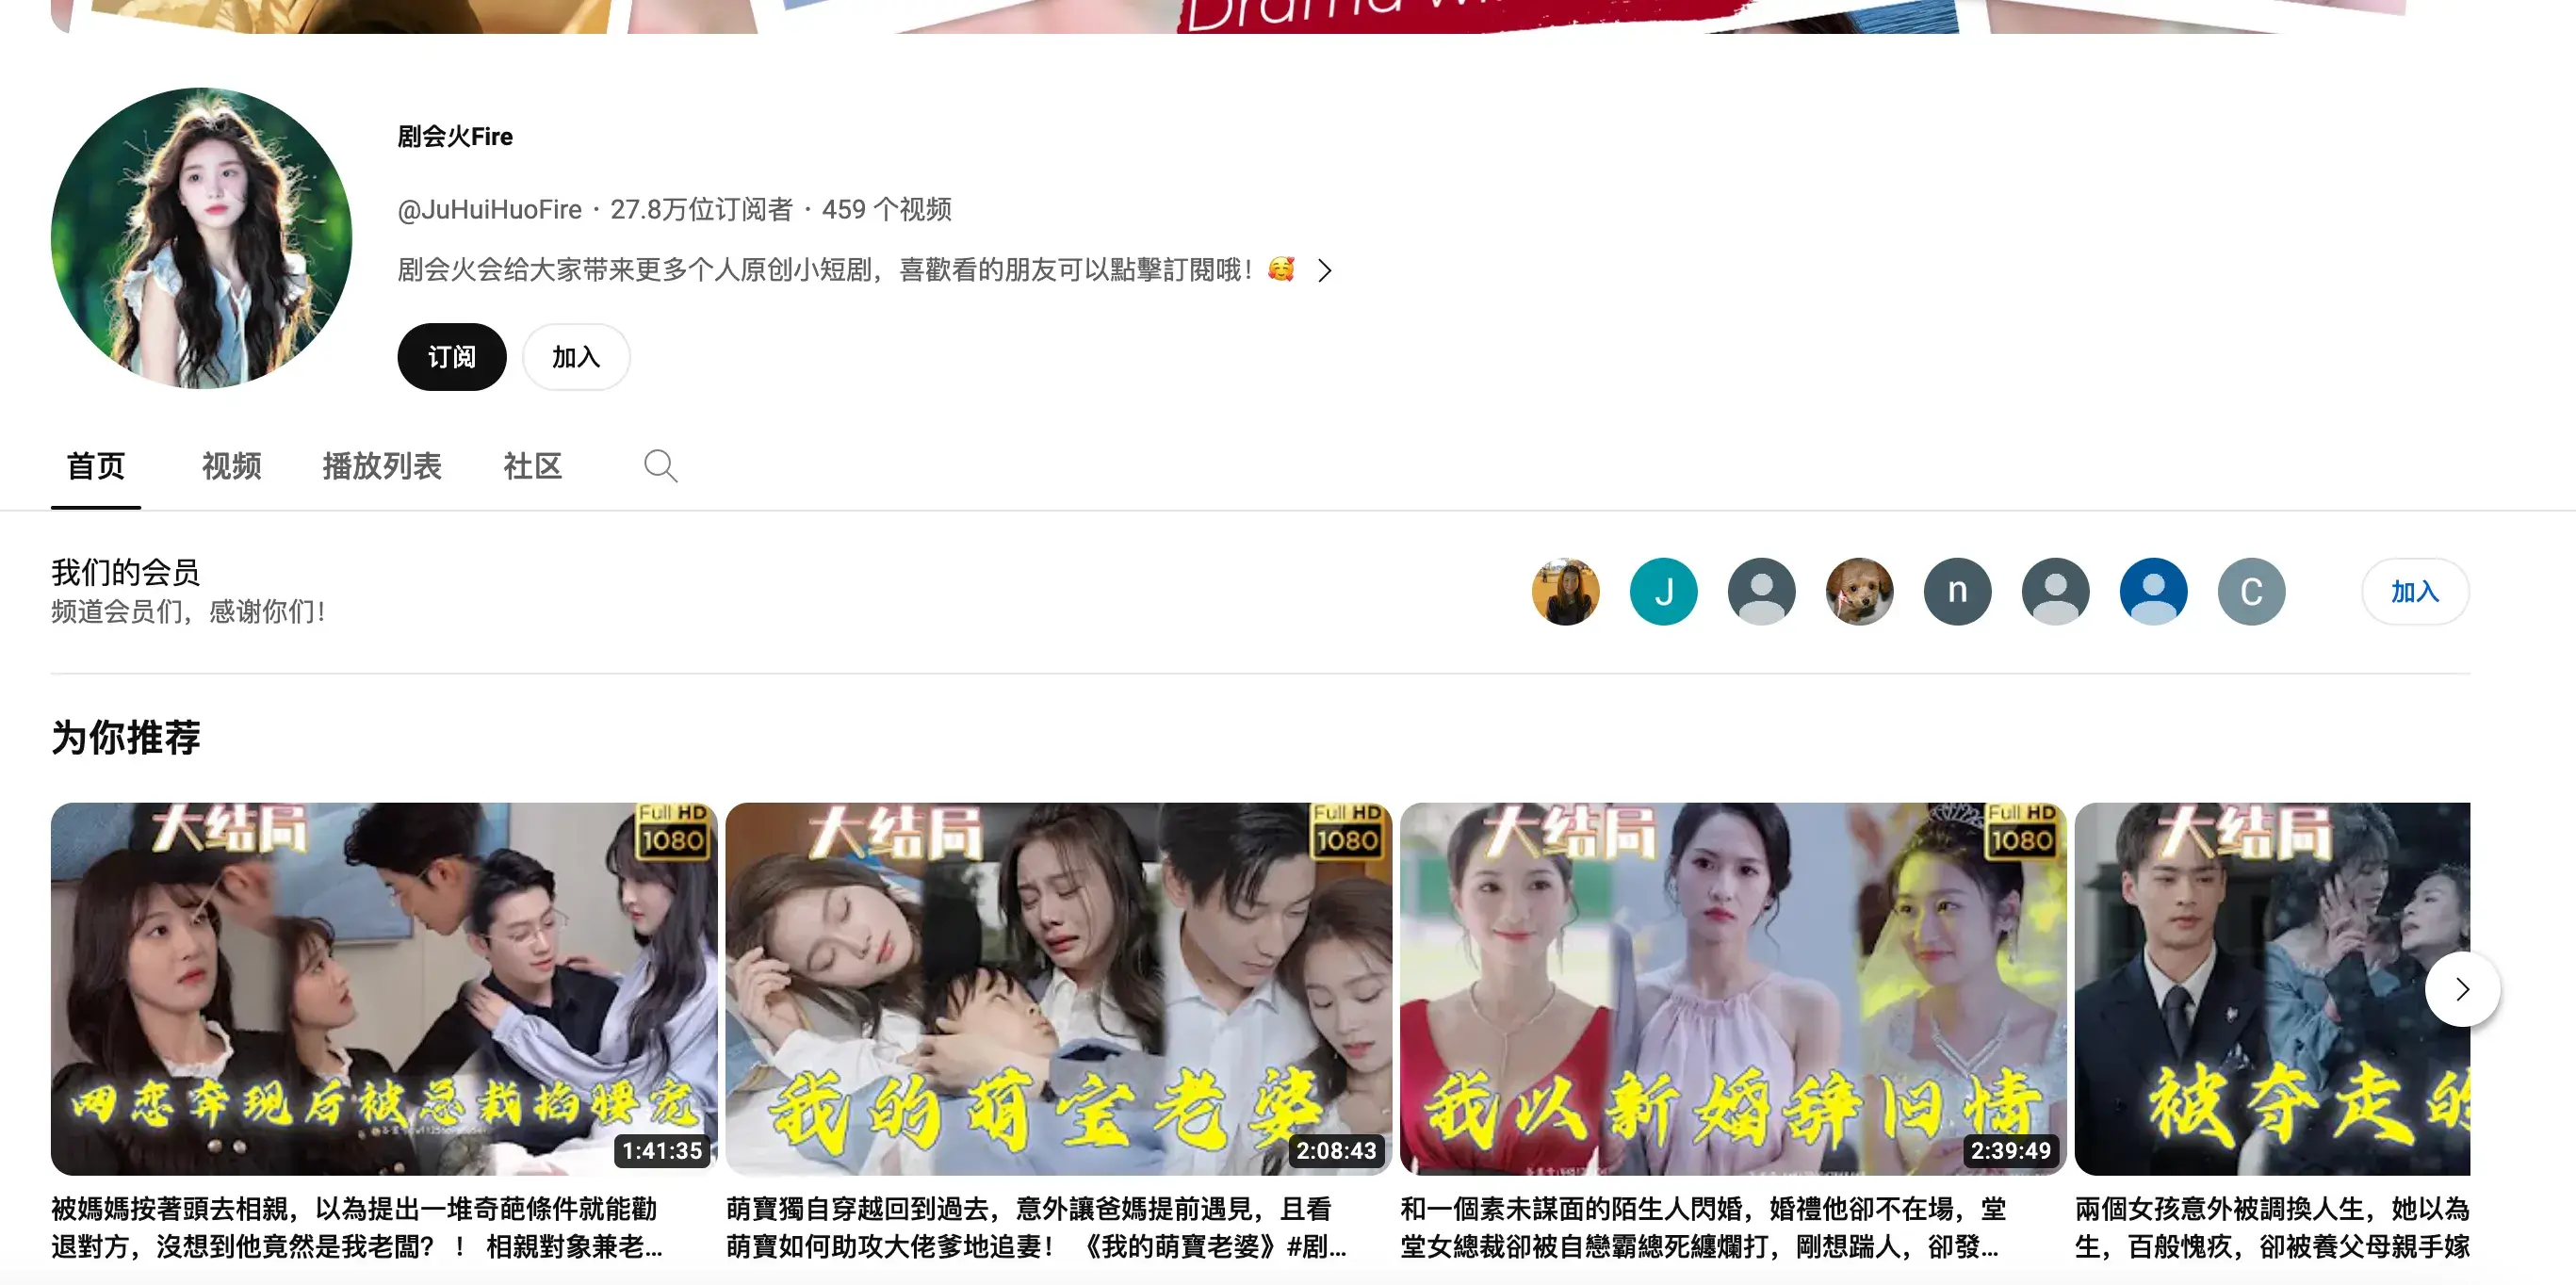 Drama
剧会火Fire
@JuHuiHuoFire · 27.8万位订阅者 · 459 个视频
剧会火会给大家带来更多个人原创小短剧，喜歡看的朋友可以點擊訂閱哦！🥰
订阅 加入
首页 视频 播放列表 社区
我们的会员
频道会员们，感谢你们！
J n C 加入
为你推荐
大结局 Full HD 1080
网恋奔现后被总裁掐腰宠
1:41:35
被媽媽按著頭去相親，以為提出一堆奇葩條件就能勸
退對方，沒想到他竟然是我老闆？ ！ 相親對象兼老...
大结局 Full HD 1080
我的萌宝老婆
2:08:43
萌寶獨自穿越回到過去，意外讓爸媽提前遇見，且看
萌寶如何助攻大佬爹地追妻！ 《我的萌寶老婆》#剧...
大结局 Full HD 1080
我以新婚辞旧情
2:39:49
和一個素未謀面的陌生人閃婚，婚禮他卻不在場，堂
堂女總裁卻被自戀霸總死纏爛打，剛想踹人，卻發...
大结局
被夺走的
兩個女孩意外被調換人生，她以為
生，百般愧疚，卻被養父母親手嫁